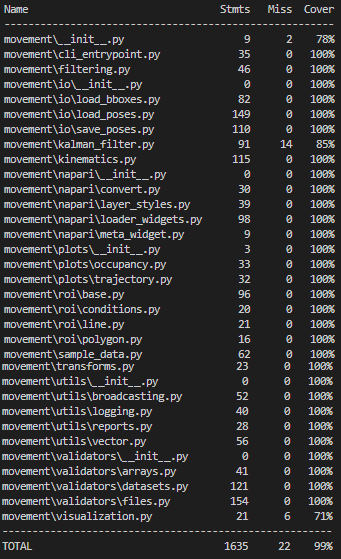 Name Stmts Miss Cover
-----------------------------------------------------
movement\__init__.py 9 2 78%
movement\cli_entrypoint.py 35 0 100%
movement\filtering.py 46 0 100%
movement\io\__init__.py 0 0 100%
movement\io\load_bboxes.py 82 0 100%
movement\io\load_poses.py 149 0 100%
movement\io\save_poses.py 110 0 100%
movement\kalman_filter.py 91 14 85%
movement\kinematics.py 115 0 100%
movement\napari\__init__.py 0 0 100%
movement\napari\convert.py 30 0 100%
movement\napari\layer_styles.py 39 0 100%
movement\napari\loader_widgets.py 98 0 100%
movement\napari\meta_widget.py 9 0 100%
movement\plots\__init__.py 3 0 100%
movement\plots\occupancy.py 33 0 100%
movement\plots\trajectory.py 32 0 100%
movement\roi\base.py 96 0 100%
movement\roi\conditions.py 20 0 100%
movement\roi\line.py 21 0 100%
movement\roi\polygon.py 16 0 100%
movement\sample_data.py 62 0 100%
movement\transforms.py 23 0 100%
movement\utils\__init__.py 0 0 100%
movement\utils\broadcasting.py 52 0 100%
movement\utils\logging.py 40 0 100%
movement\utils\reports.py 28 0 100%
movement\utils\vector.py 56 0 100%
movement\validators\__init__.py 0 0 100%
movement\validators\arrays.py 41 0 100%
movement\validators\datasets.py 121 0 100%
movement\validators\files.py 154 0 100%
movement\visualization.py 21 6 71%
-----------------------------------------------------
TOTAL 1635 22 99%